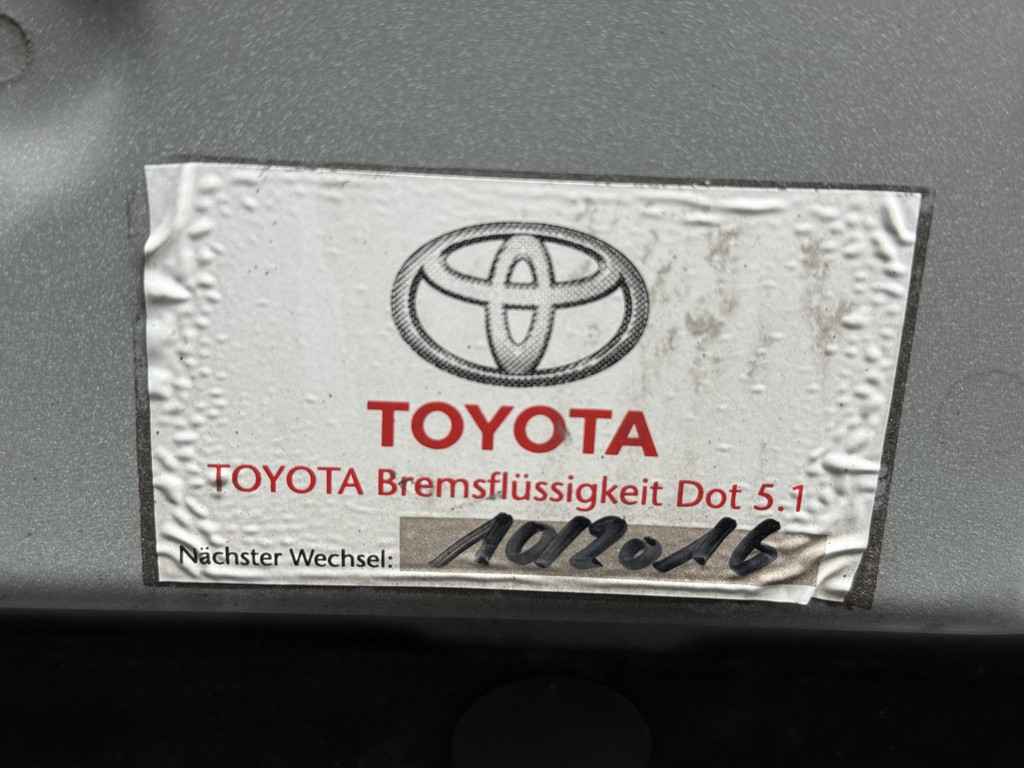 TOYOTA
TOYOTA Bremsflüssigkeit Dot 5.1
Nächster Wechsel: 10/2016